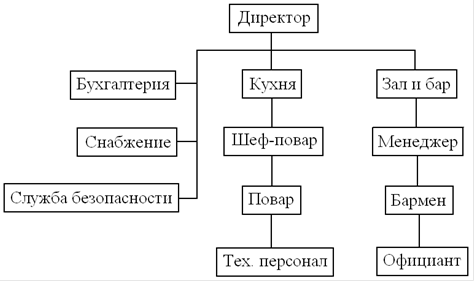 Директор
Бухгалтерия
Кухня
Зал и бар
Снабжение
Шеф-повар
Менеджер
Служба безопасности
Повар
Бармен
Тех. персонал
Официант